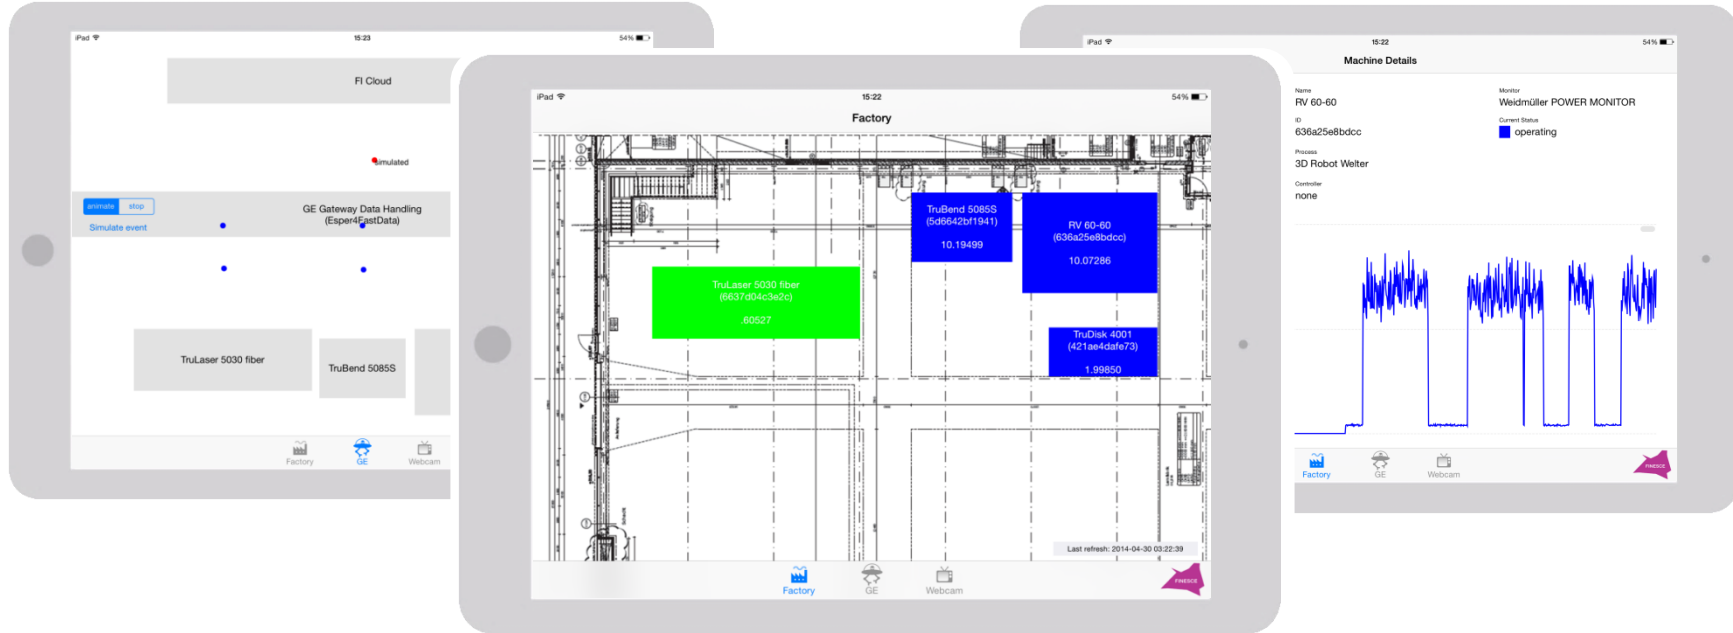 iPad
15:23
54%
FI Cloud
simulated
animate
stop
Simulate event
GE Gateway Data Handling
(Esper4FastData)
TruLaser 5030 fiber
TruBend 5085S
Factory
GE
Webcam
iPad
15:22
54%
Factory
TruBend 5085S
(5d6642bf1941)
10.19499
RV 60-60
(636a25e8bdcc)
10.07286
TruLaser 5030 fiber
(6637d04c3e2c)
.60527
TruDisk 4001
(421ae4dafe73)
1.99850
Last refresh: 2014-04-30 03:22:39
Factory
GE
Webcam
FINESCE
iPad
15:22
54%
Machine Details
Name
RV 60-60
Monitor
Weidmüller POWER MONITOR
ID
636a25e8bdcc
Current Status
operating
Process
3D Robot Welter
Controller
none
Factory
GE
Webcam
FINESCE